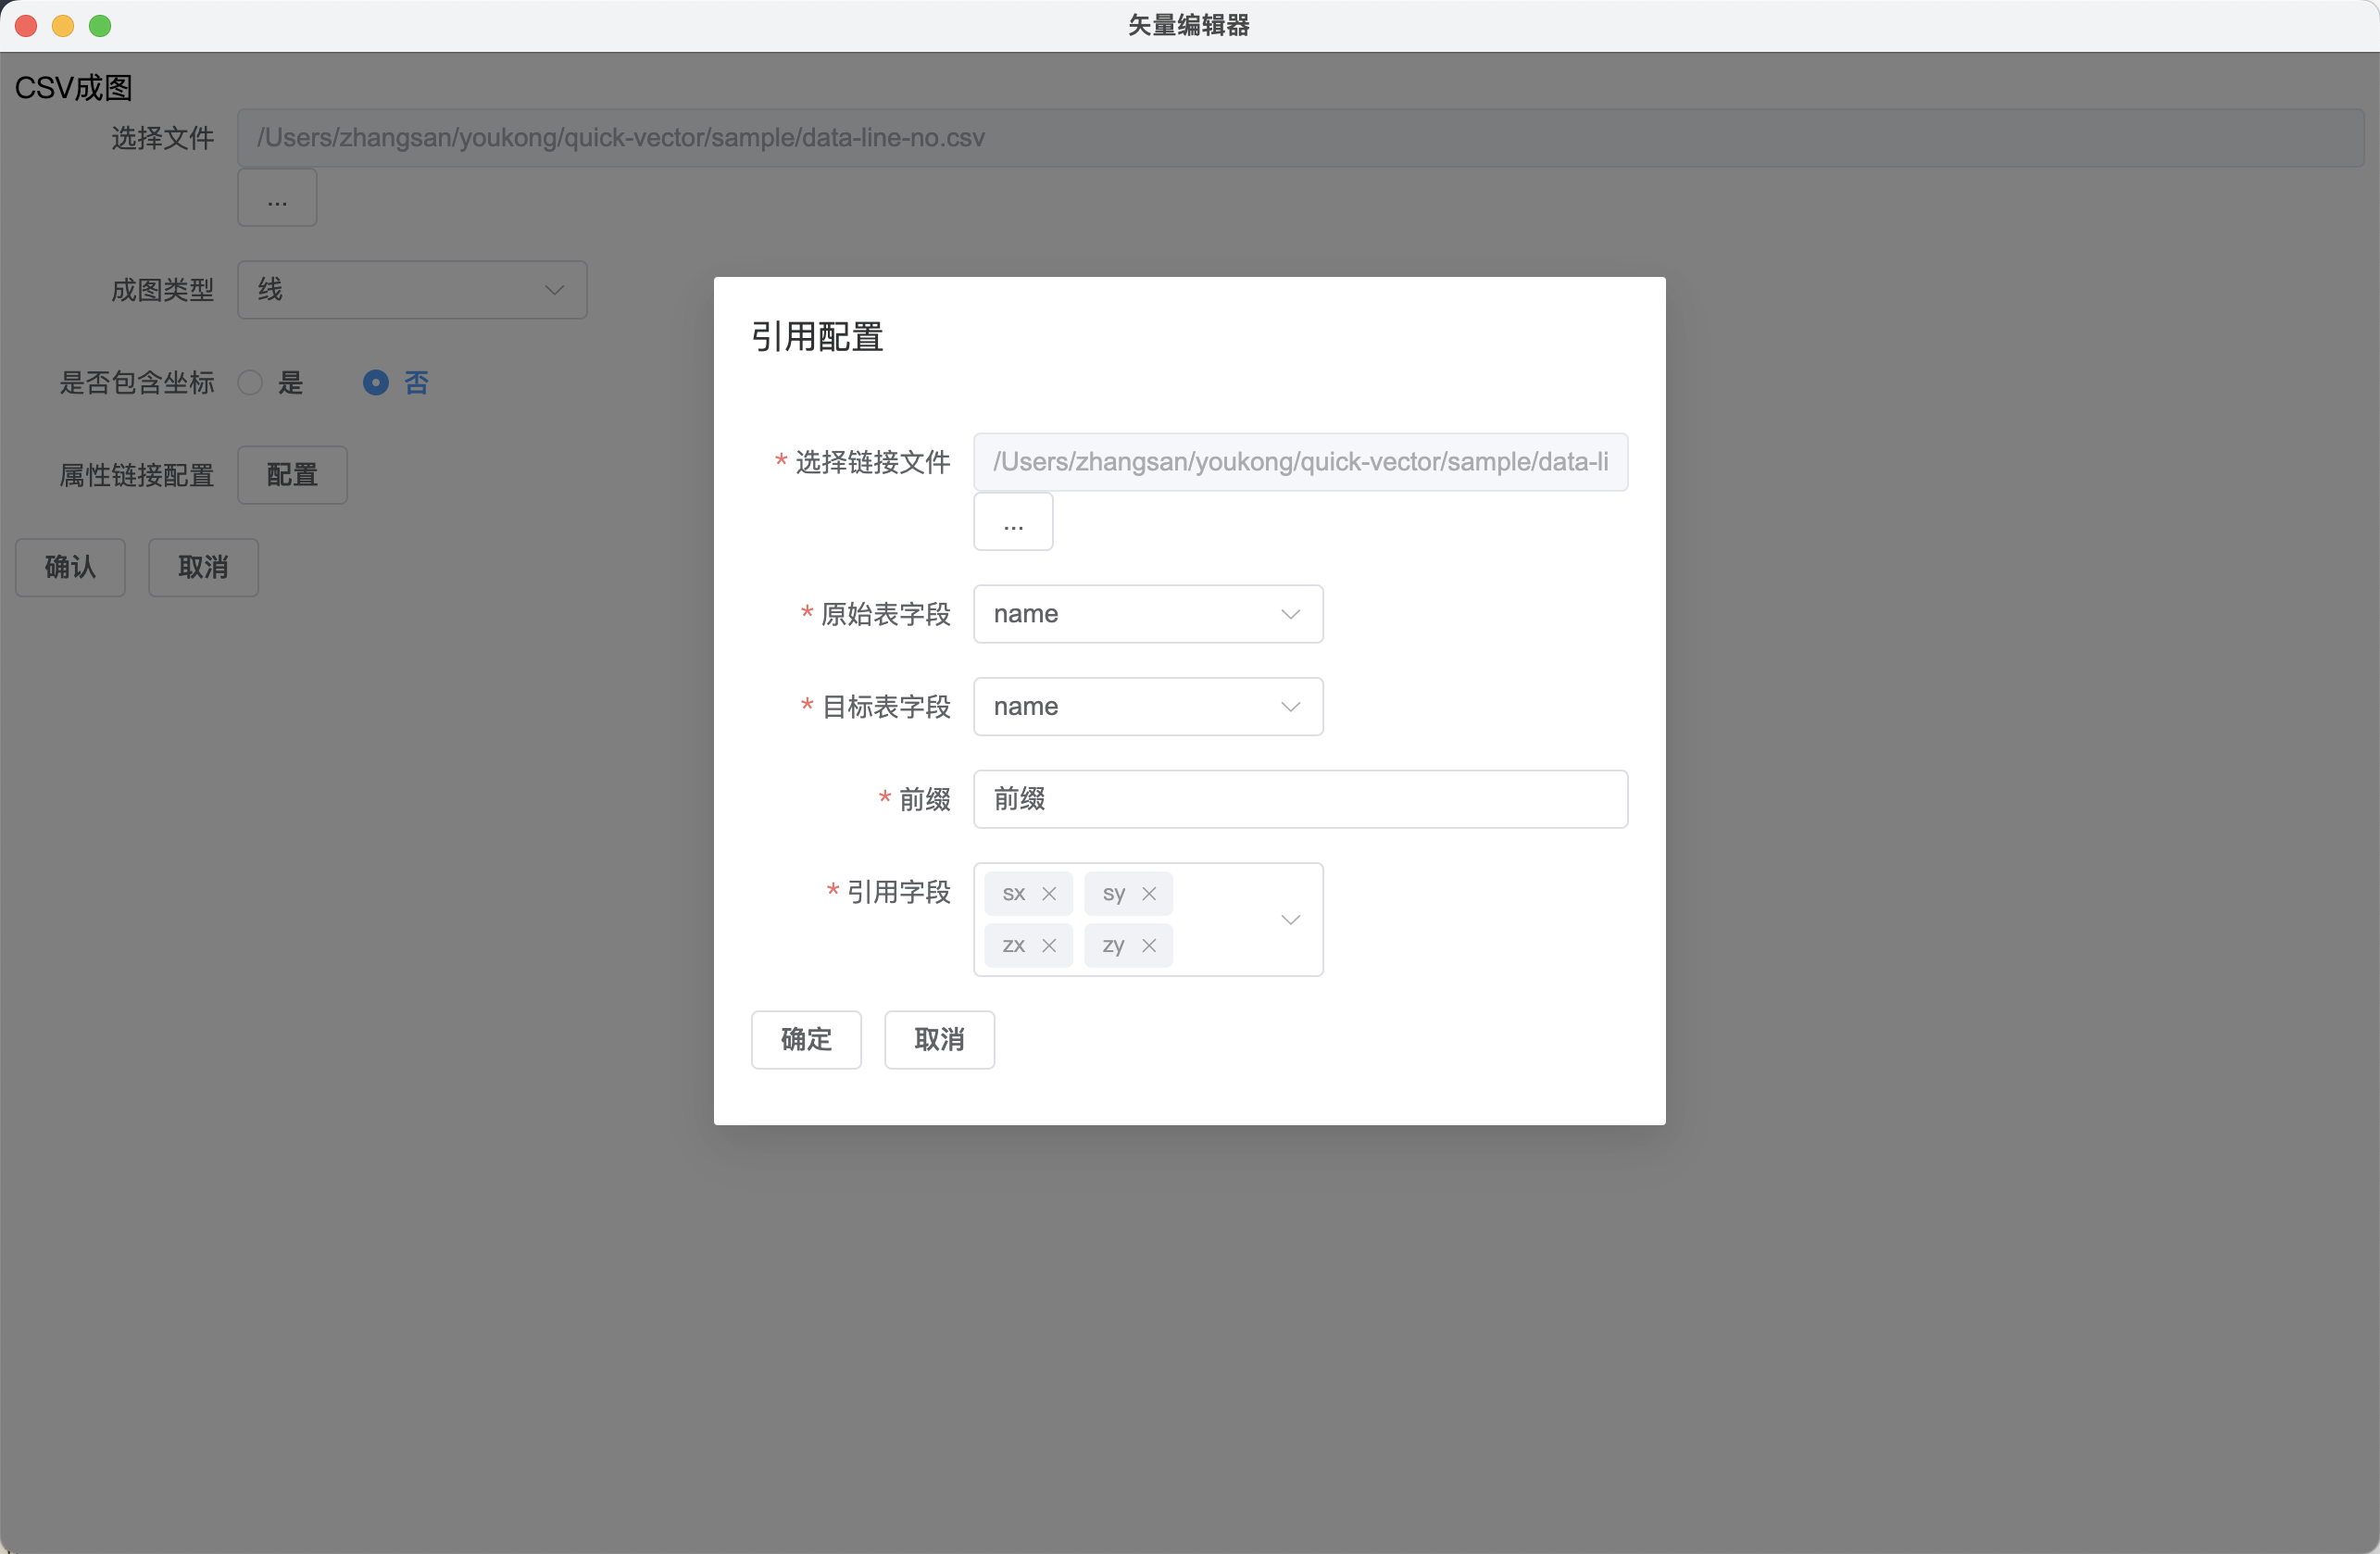 矢量编辑器
CSV成图
选择文件 /Users/zhangsan/youkong/quick-vector/sample/data-line-no.csv
...
成图类型 线
是否包含坐标 是 否
属性链接配置 配置
确认 取消
引用配置
* 选择链接文件 /Users/zhangsan/youkong/quick-vector/sample/data-li
...
* 原始表字段 name
* 目标表字段 name
* 前缀 前缀
* 引用字段 sx sy
zx zy
确定 取消